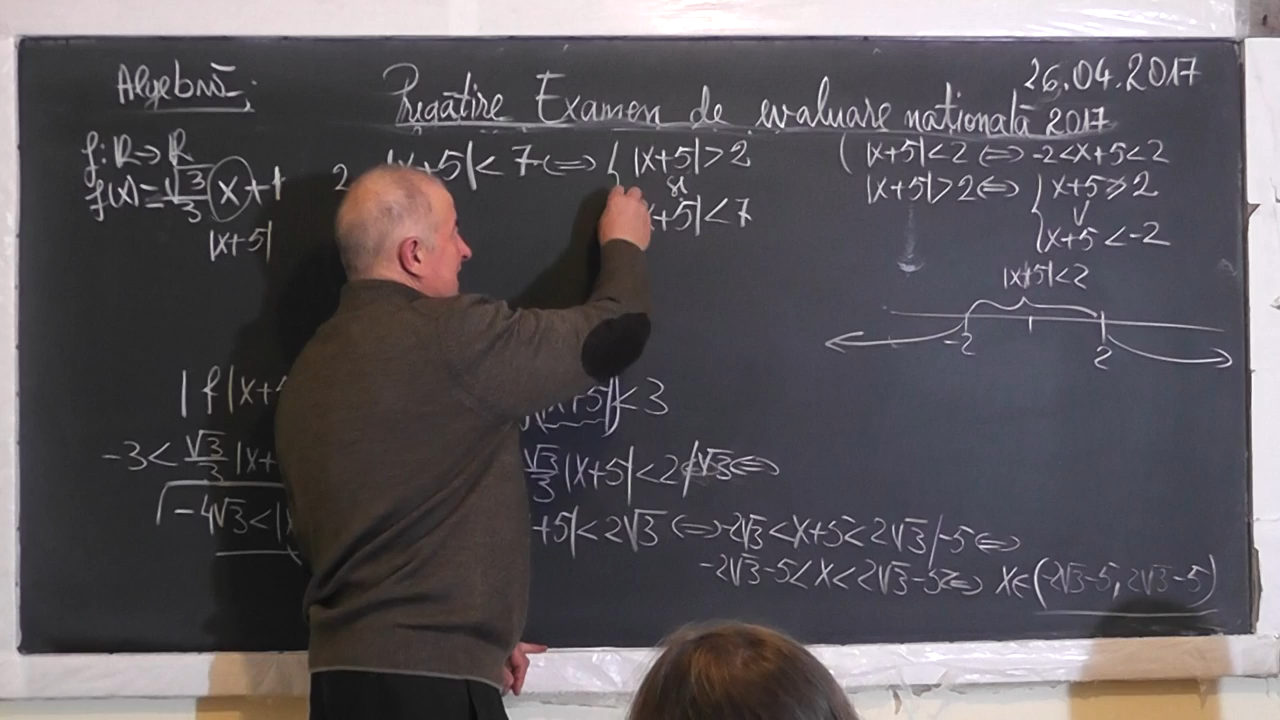 Algebră;
Pregătire Examen de evaluare națională 2017
26.04.2017
f: R→R
f(x)=√3/3 x+1
|x+5|
2 |x+5|<7 ⟺ { |x+5|>2
și
x+5|<7
( |x+5|<2 ⟺ -2<x+5<2
|x+5|>2 ⟺ { x+5>2
∨
x+5<-2
|x+5|<2
-2 2
|f|x+
|x+5|<3
-3<√3/3 |x+
√3/3 |x+5|<2 | √3 ⟺
-4√3<|x
+5|<2√3 ⟺ -2√3<x+5<2√3 |-5 ⟺
-2√3-5<x<2√3-5 ⟺ x∈(-2√3-5, 2√3-5)